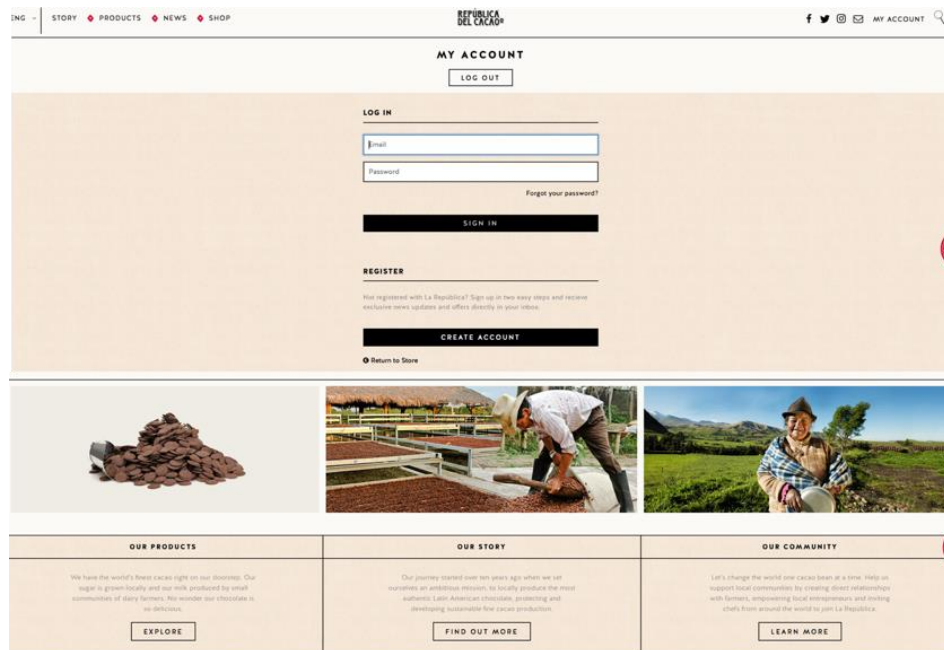 ENG
STORY PRODUCTS NEWS SHOP
REPÚBLICA
DEL CACAO®
MY ACCOUNT
MY ACCOUNT
LOG OUT
LOG IN
Email
Password
Forgot your password?
SIGN IN
REGISTER
Not registered with La República? Sign up in two easy steps and receive
exclusive news updates and offers directly in your inbox.
CREATE ACCOUNT
Return to Store
OUR PRODUCTS
We have the world's finest cacao right on our doorstep. Our
sugar is grown locally and our milk produced by small
communities of dairy farmers. No wonder our chocolate is
so delicious.
EXPLORE
OUR STORY
Our journey started over ten years ago when we set
ourselves an ambitious mission, to locally produce the most
authentic Latin American chocolate, protecting and
developing sustainable fine cacao production.
FIND OUT MORE
OUR COMMUNITY
Let's change the world one cacao bean at a time. Help us
support local communities by creating direct relationships
with farmers, empowering local entrepreneurs and inviting
chefs from around the world to join La República.
LEARN MORE